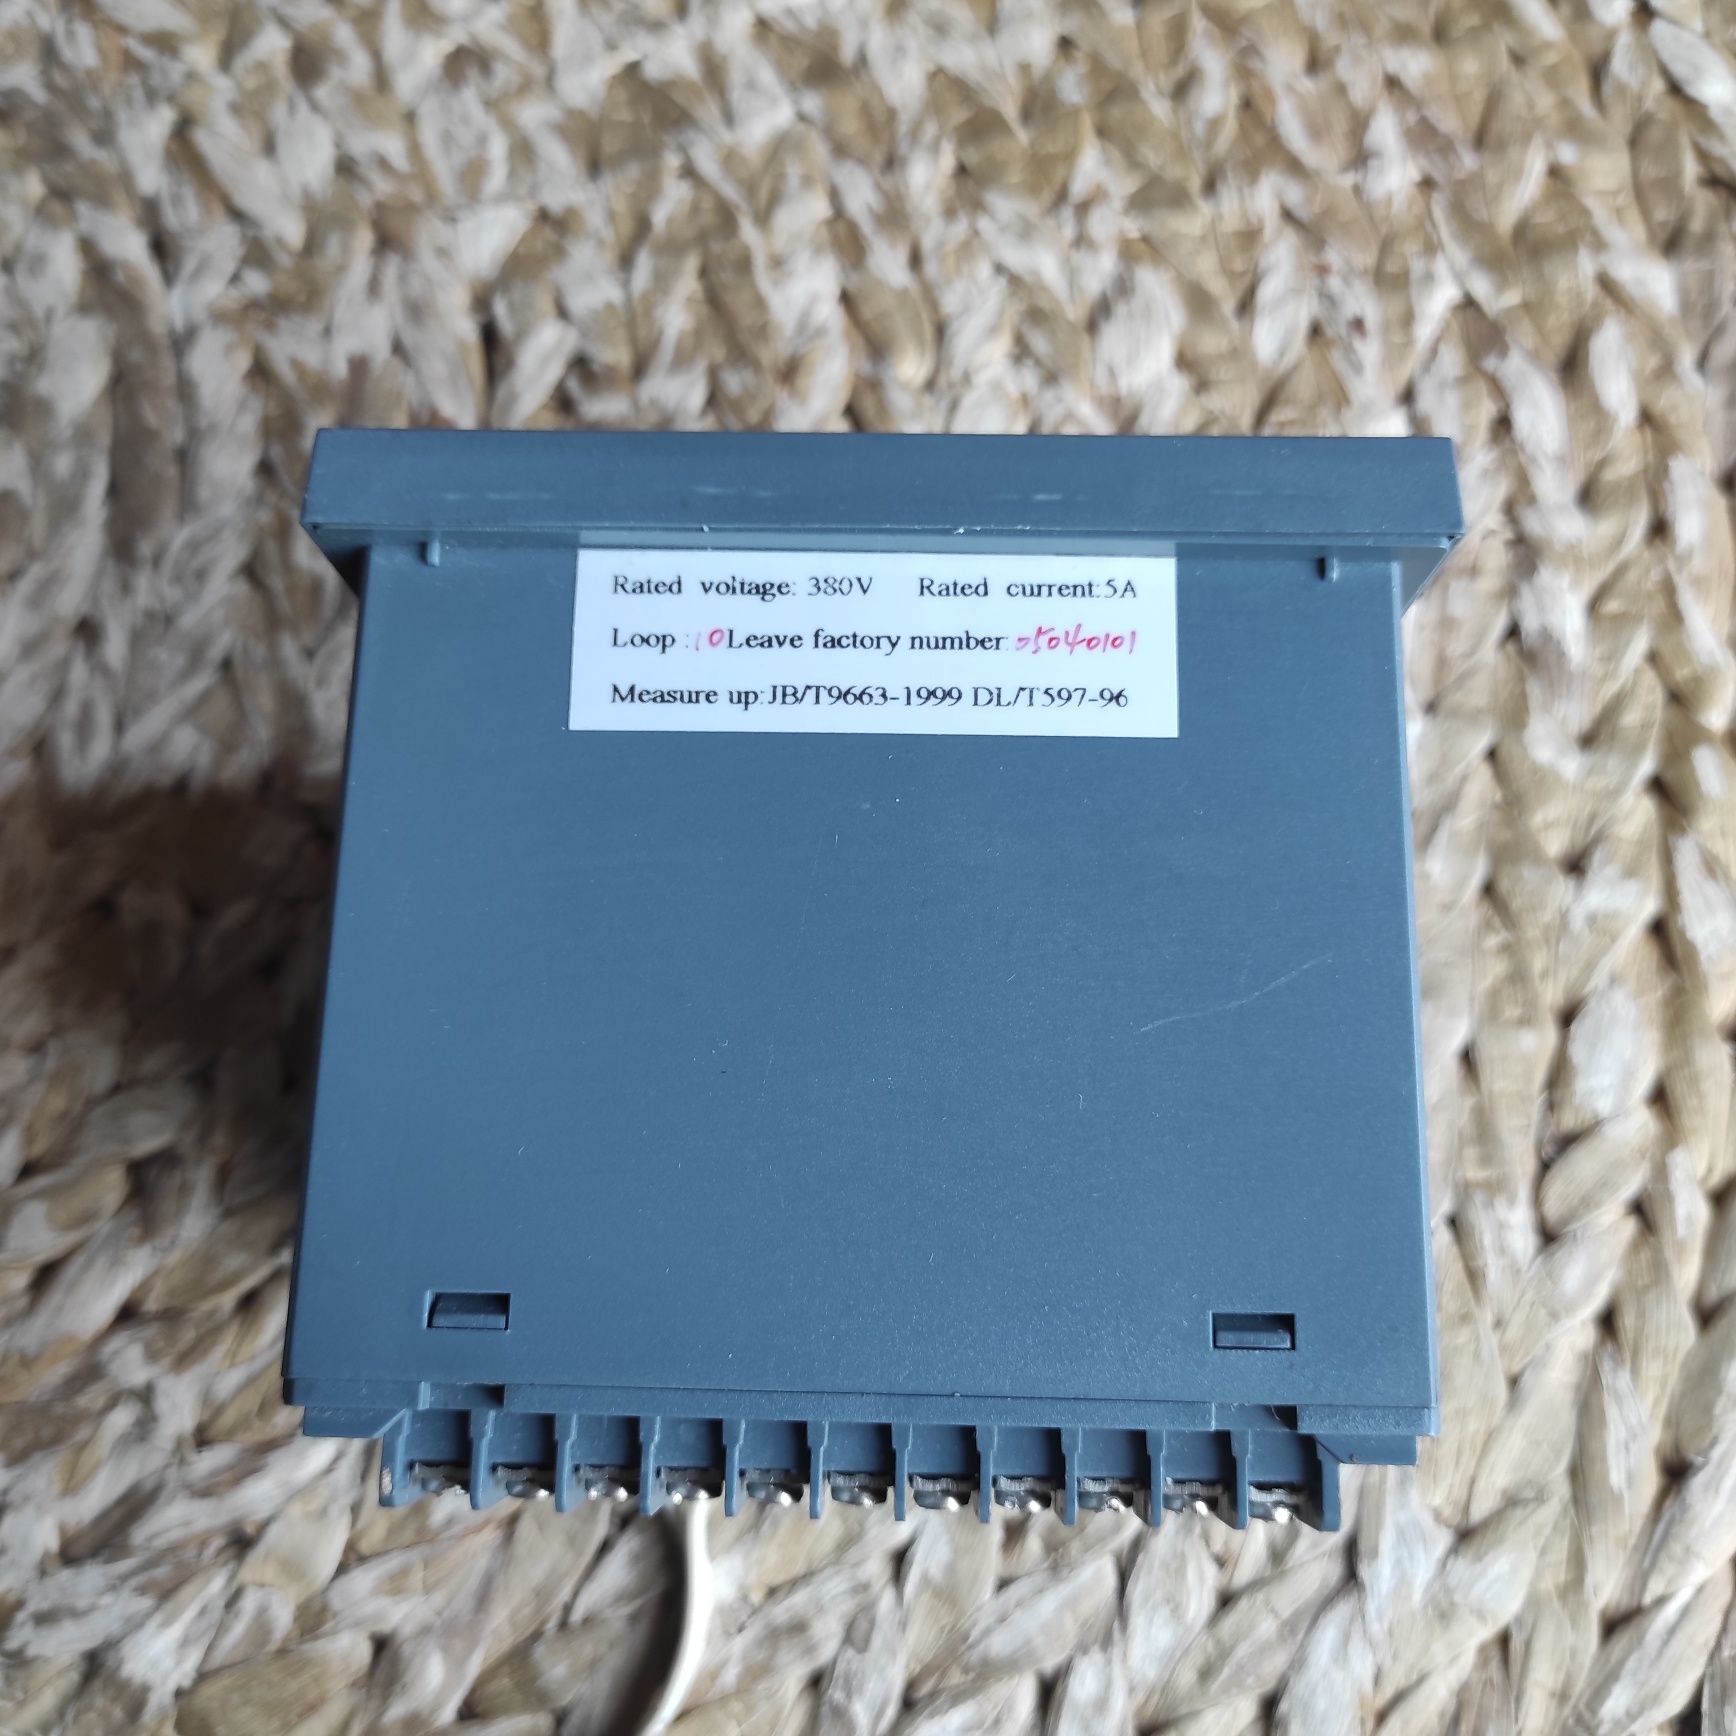 Rated voltage: 380V Rated current:5A
Loop :10Leave factory number:05040101
Measure up:JB/T9663-1999 DL/T597-96